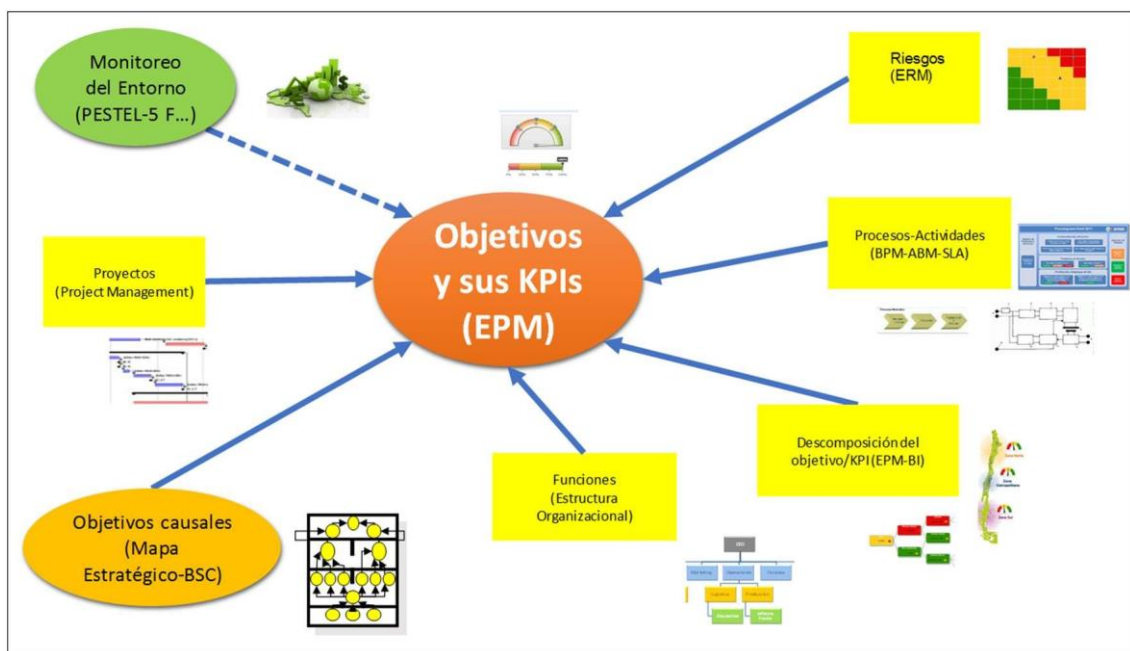 Monitoreo
del Entorno
(PESTEL-5 F...)
Riesgos
(ERM)
Objetivos
y sus KPIs
(EPM)
Procesos-Actividades
(BPM-ABM-SLA)
Proyectos
(Project Management)
Descomposición del
objetivo/KPI(EPM-BI)
Funciones
(Estructura
Organizacional)
Objetivos causales
(Mapa
Estratégico-BSC)